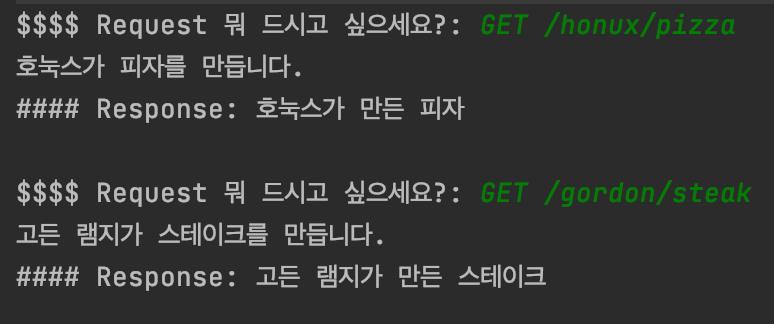 $$$$ Request 뭐 드시고 싶으세요?: GET /honux/pizza
호눅스가 피자를 만듭니다.
#### Response: 호눅스가 만든 피자
$$$$ Request 뭐 드시고 싶으세요?: GET /gordon/steak
고든 램지가 스테이크를 만듭니다.
#### Response: 고든 램지가 만든 스테이크